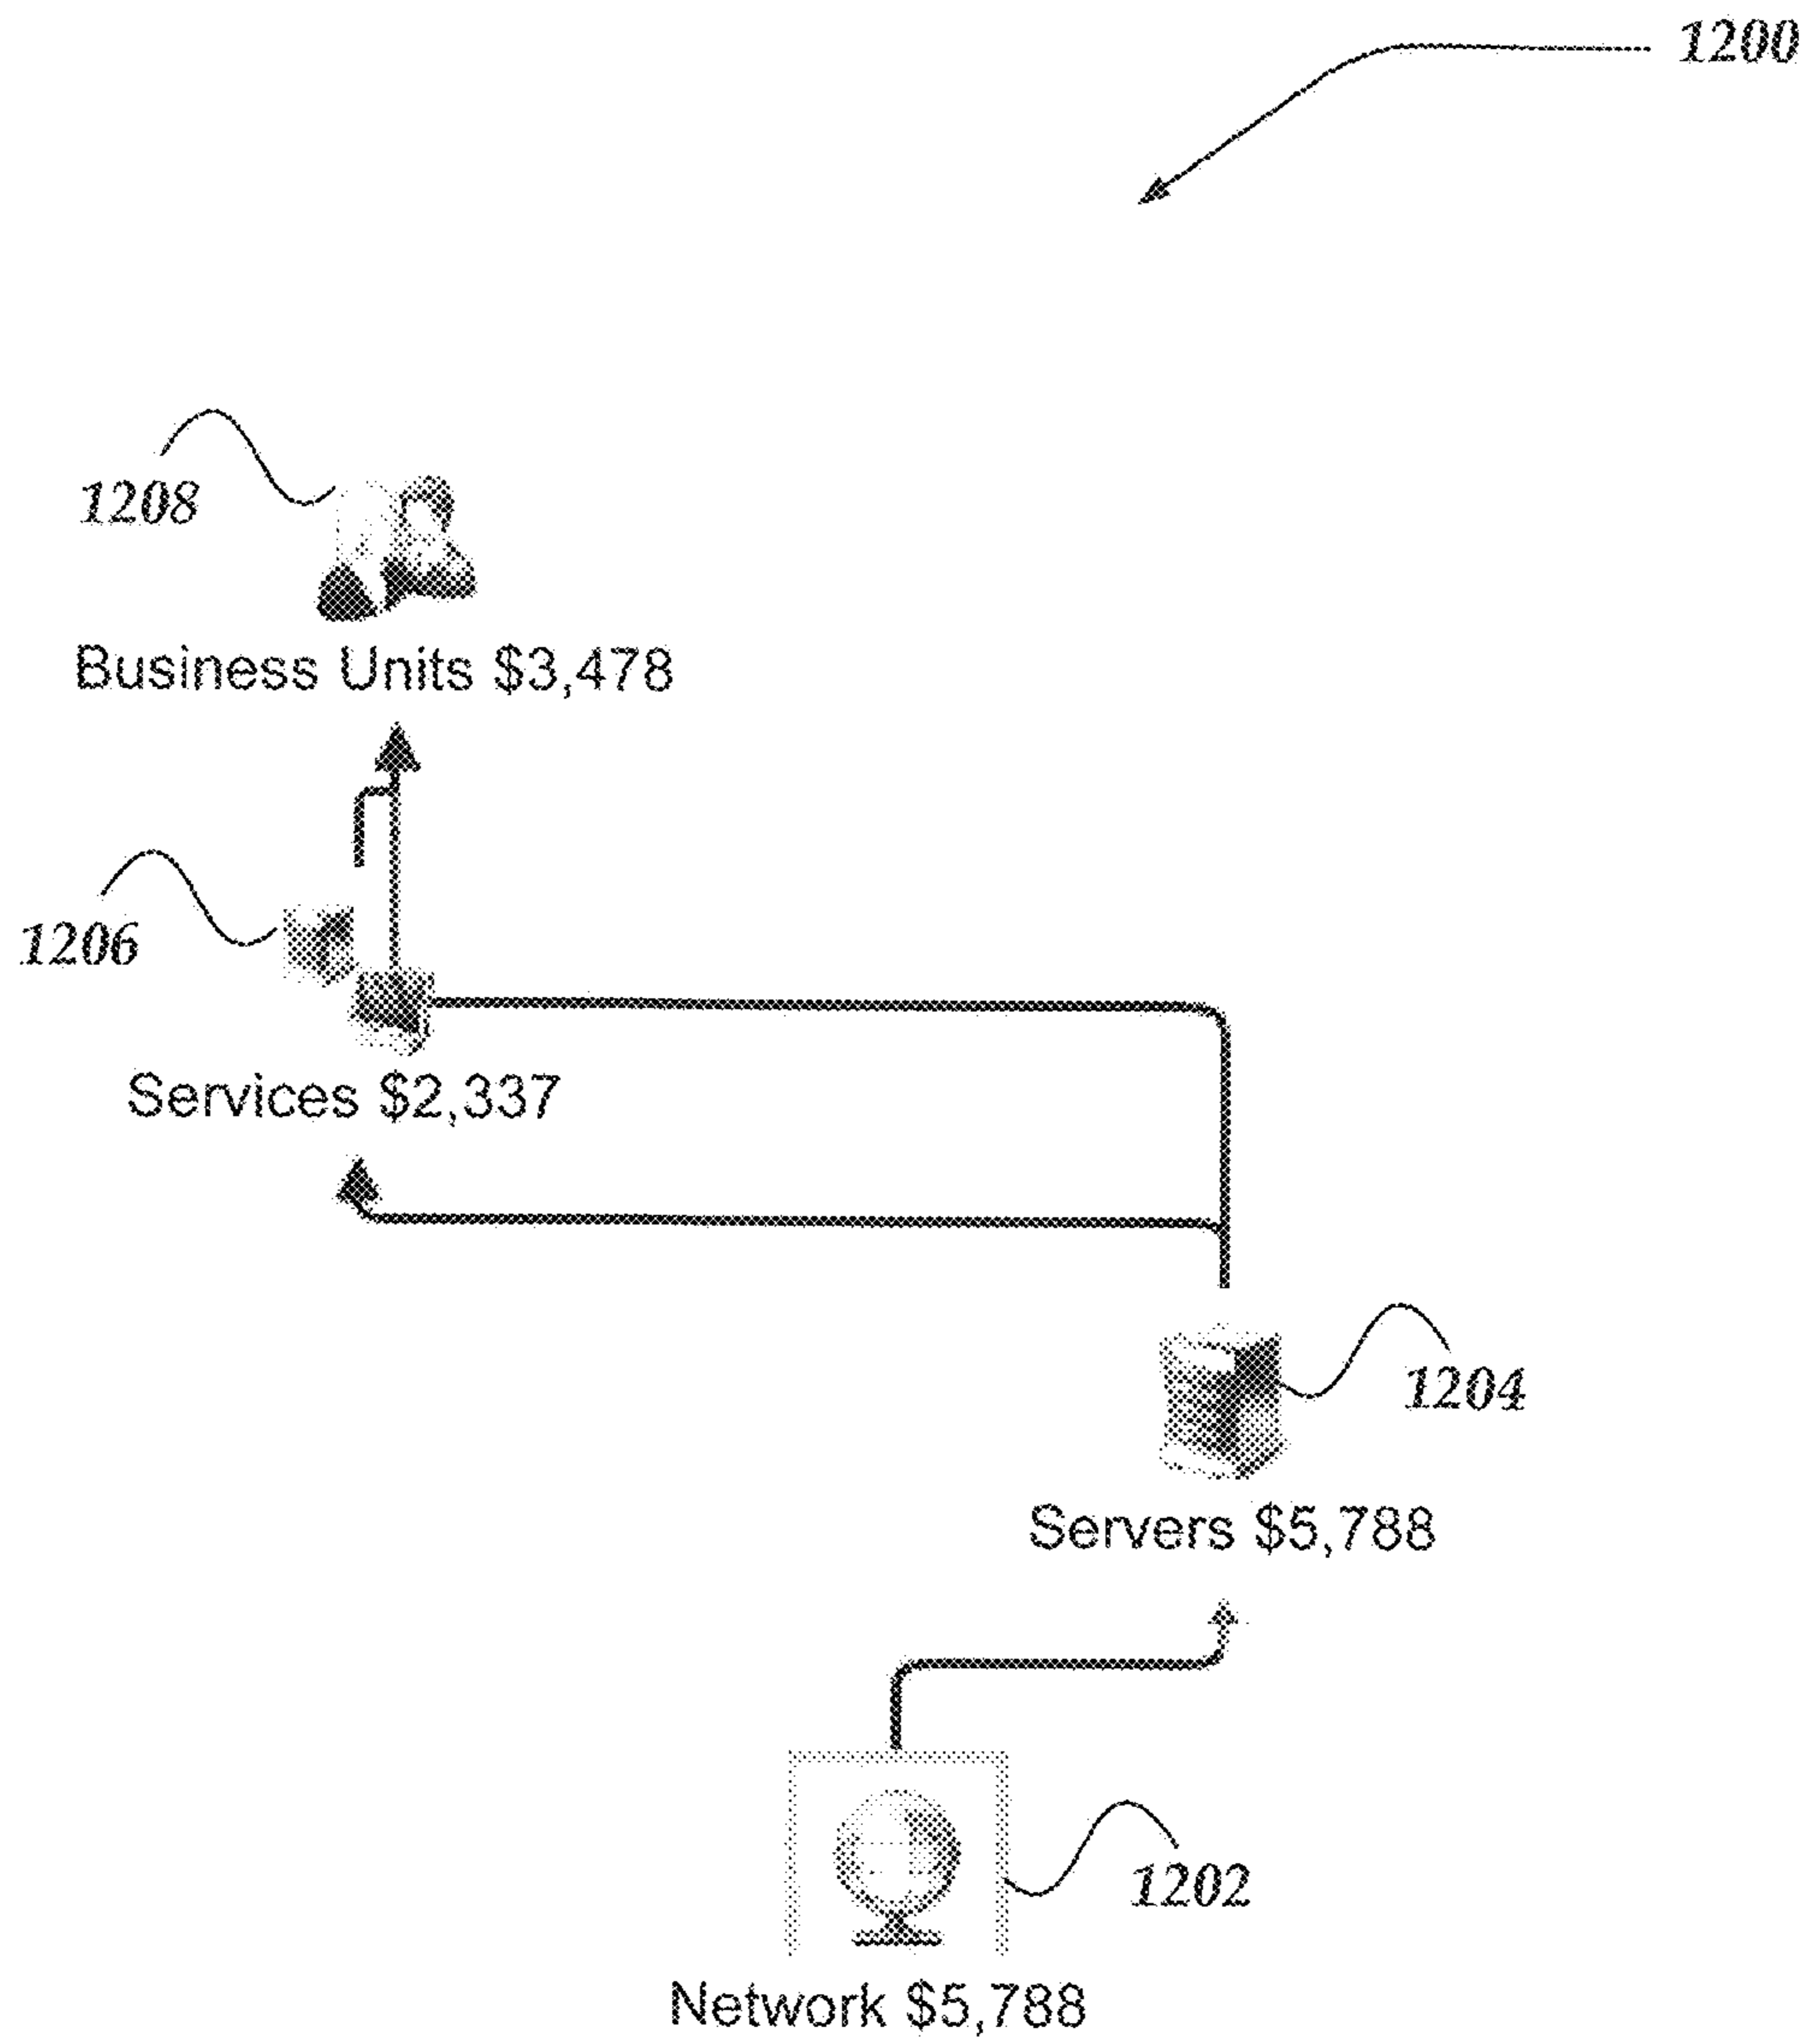 1200
1208
Business Units $3,478
1206
Services $2,337
1204
Servers $5,788
1202
Network $5,788